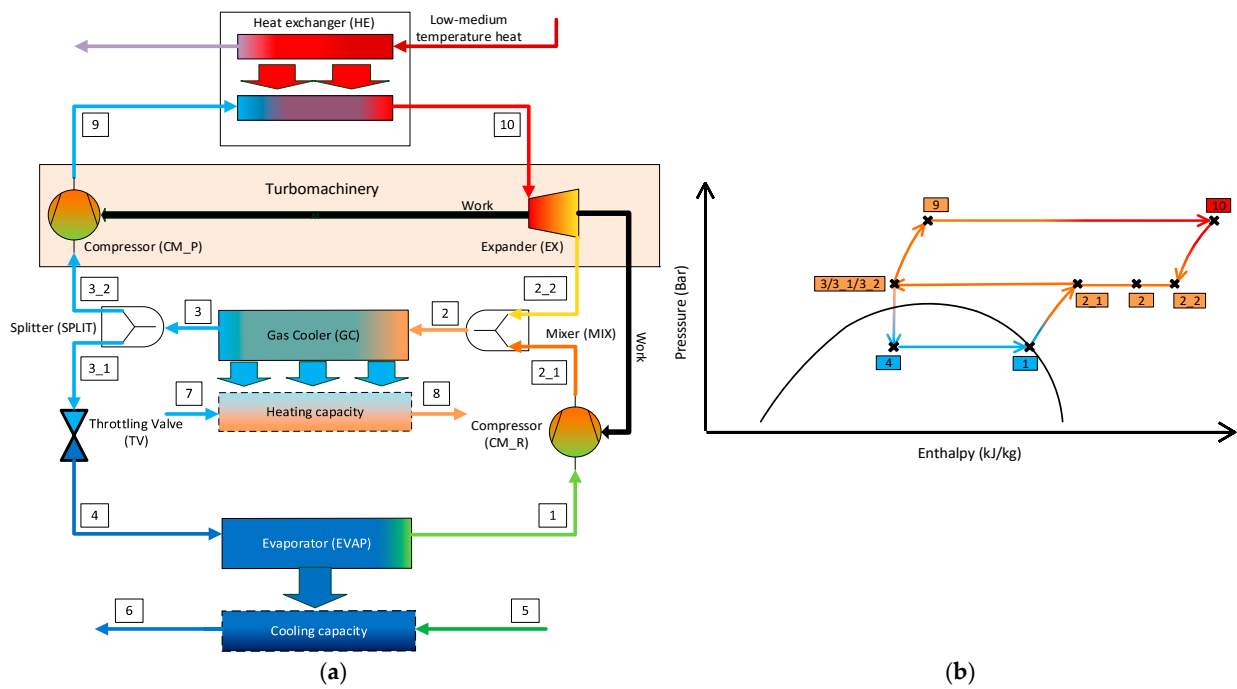 Heat exchanger (HE)
Low-medium
temperature heat
9
10
Turbomachinery
Work
Compressor (CM_P)
Expander (EX)
3_2
2_2
Splitter (SPLIT)
3
Gas Cooler (GC)
2
Mixer (MIX)
Work
3_1
2_1
7
Heating capacity
8
Throttling Valve
(TV)
Compressor
(CM_R)
4
1
Evaporator (EVAP)
6
Cooling capacity
5
(a)
Pressure (Bar)
9
10
3/3_1/3_2
2_1
2
2_2
4
1
Enthalpy (kJ/kg)
(b)